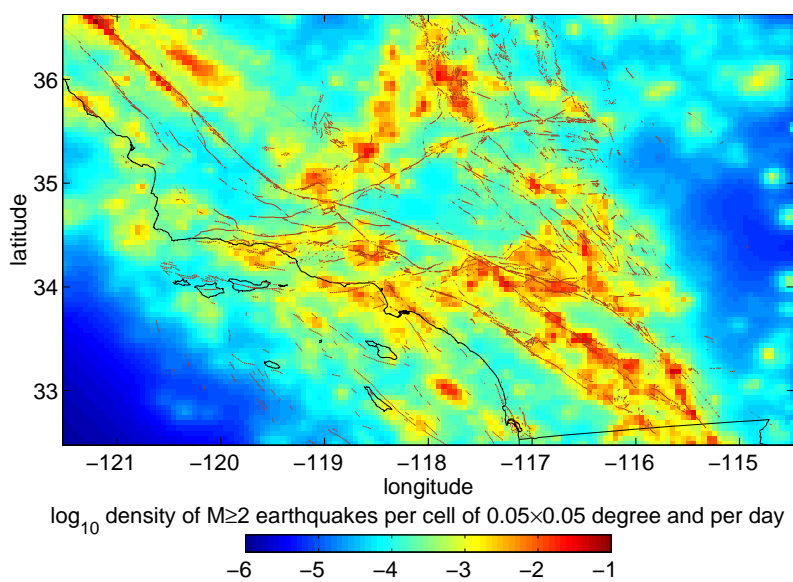 36
35
34
33
latitude
−121 −120 −119 −118 −117 −116 −115
longitude
log10 density of M≥2 earthquakes per cell of 0.05×0.05 degree and per day
−6 −5 −4 −3 −2 −1